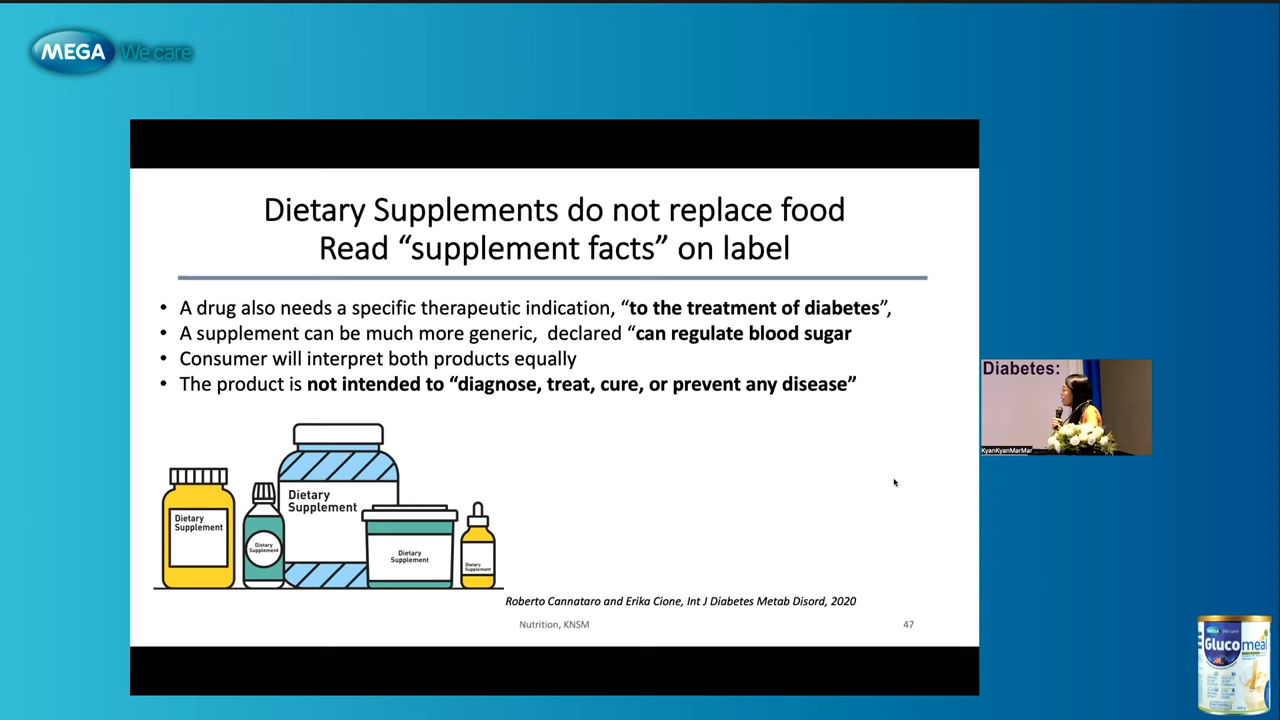 MEGA We care
Dietary Supplements do not replace food
Read “supplement facts” on label
• A drug also needs a specific therapeutic indication, “to the treatment of diabetes”,
• A supplement can be much more generic,  declared “can regulate blood sugar
• Consumer will interpret both products equally
• The product is not intended to “diagnose, treat, cure, or prevent any disease”
Diabetes:
KyanKyanMarMar
Dietary
Supplement
Dietary
Supplement
Dietary
Supplement
Dietary
Supplement
Dietary
Supplement
Roberto Cannataro and Erika Cione, Int J Diabetes Metab Disord, 2020
Nutrition, KNSM
47
MEGA We care
Glucomeal